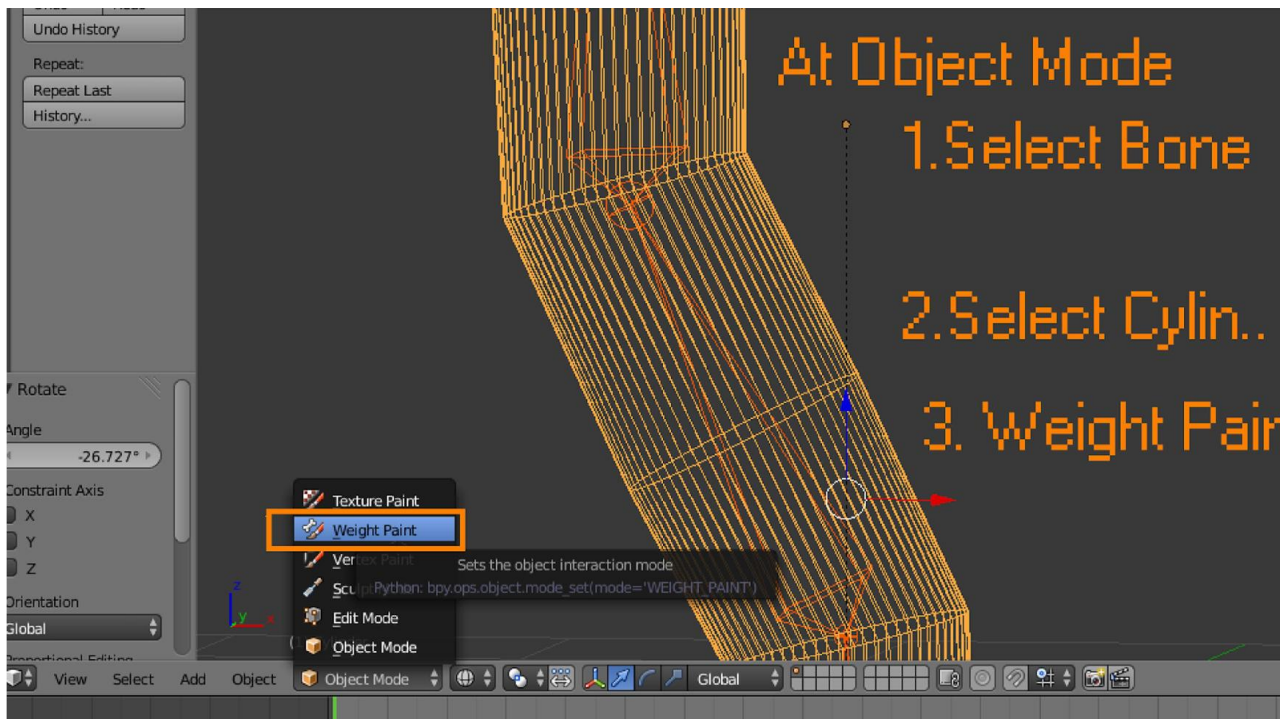 Undo History
Repeat:
Repeat Last
History...
Rotate
Angle
-26.727°
Constraint Axis
X
Y
Z
Orientation
Global
At Object Mode
1.Select Bone
2.Select Cylin..
3. Weight Pain
Texture Paint
Weight Paint
Sets the object interaction mode
Python: bpy.ops.object.mode_set(mode='WEIGHT_PAINT')
Edit Mode
Object Mode
z
y
x
View Select Add Object Object Mode Global